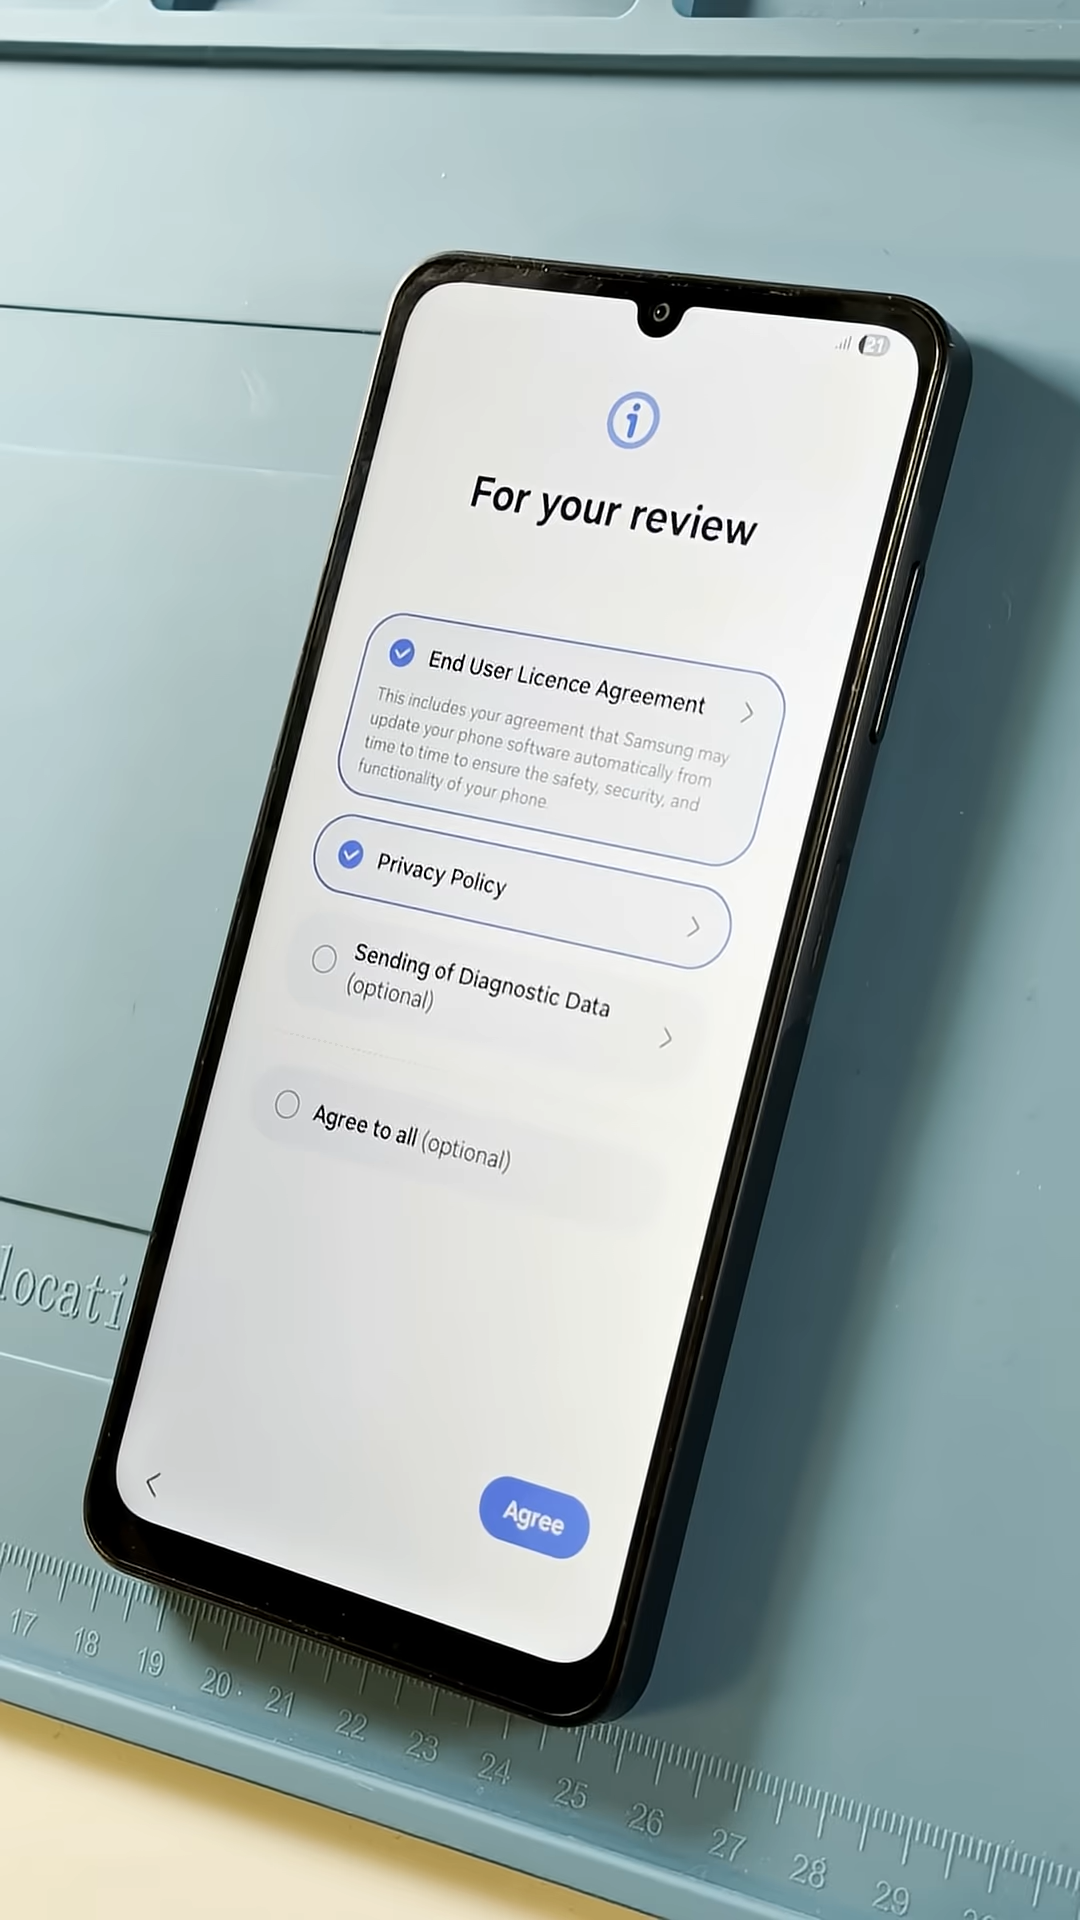 21
For your review
End User Licence Agreement
This includes your agreement that Samsung may
update your phone software automatically from
time to time to ensure the safety, security, and
functionality of your phone
Privacy Policy
Sending of Diagnostic Data
(optional)
Agree to all (optional)
Agree
locati
17 18 19 20 21 22 23 24 25 26 27 28 29